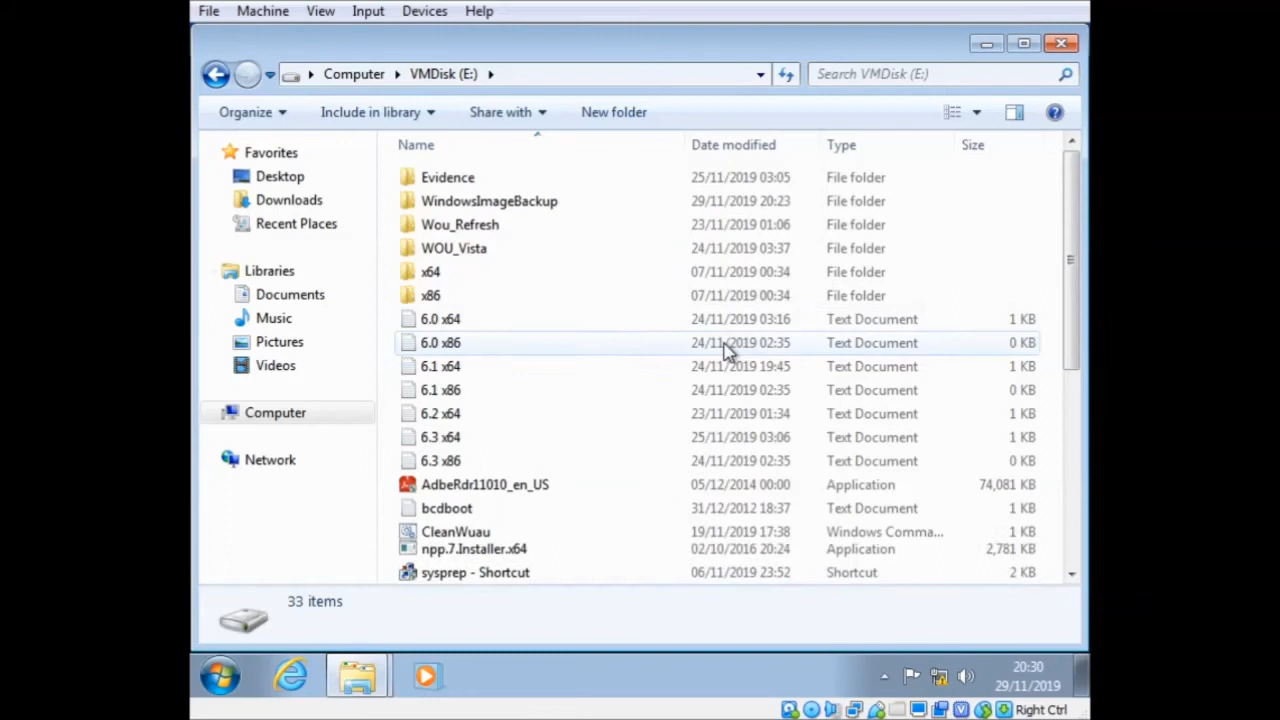 File Machine View Input Devices Help
Computer VMDisk (E:)
Search VMDisk (E:)
Organize Include in library Share with New folder
Name Date modified Type Size
Favorites
Desktop
Downloads
Recent Places
Libraries
Documents
Music
Pictures
Videos
Computer
Network
Evidence 25/11/2019 03:05 File folder
WindowsImageBackup 29/11/2019 20:23 File folder
Wou_Refresh 23/11/2019 01:06 File folder
WOU_Vista 24/11/2019 03:37 File folder
x64 07/11/2019 00:34 File folder
x86 07/11/2019 00:34 File folder
6.0 x64 24/11/2019 03:16 Text Document 1 KB
6.0 x86 24/11/2019 02:35 Text Document 0 KB
6.1 x64 24/11/2019 19:45 Text Document 1 KB
6.1 x86 24/11/2019 02:35 Text Document 0 KB
6.2 x64 23/11/2019 01:34 Text Document 1 KB
6.3 x64 25/11/2019 03:06 Text Document 1 KB
6.3 x86 24/11/2019 02:35 Text Document 0 KB
AdbeRdr11010_en_US 05/12/2014 00:00 Application 74,081 KB
bcdboot 31/12/2012 18:37 Text Document 1 KB
CleanWuau 19/11/2019 17:38 Windows Comma... 1 KB
npp.7.Installer.x64 02/10/2016 20:24 Application 2,781 KB
sysprep - Shortcut 06/11/2019 23:52 Shortcut 2 KB
33 items
20:30
29/11/2019
Right Ctrl